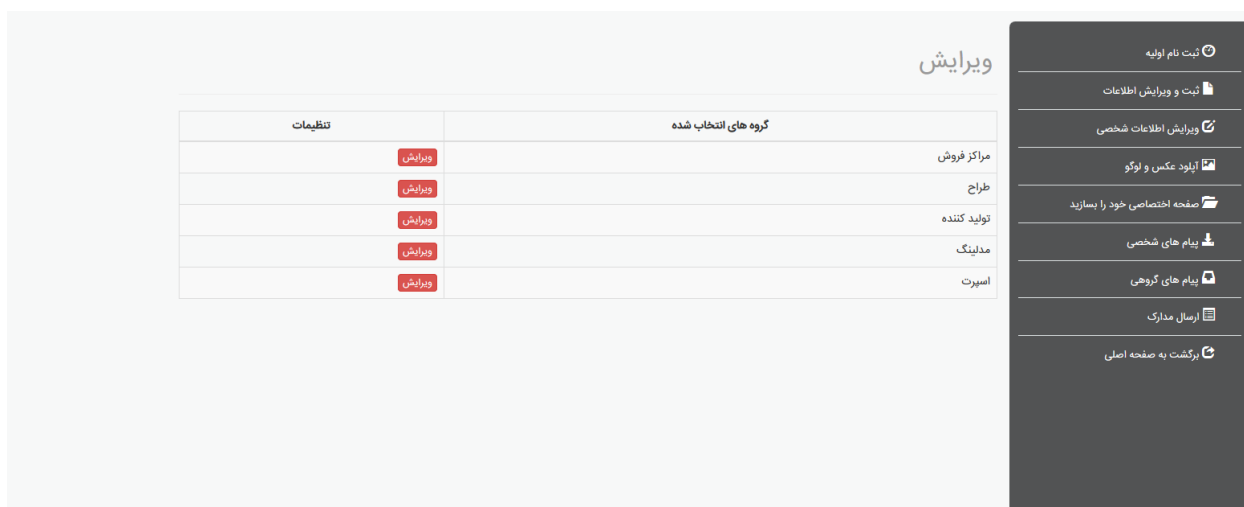 ثبت نام اولیه
ثبت و ویرایش اطلاعات
ویرایش اطلاعات شخصی
آپلود عکس و لوگو
صفحه اختصاصی خود را بسازید
پیام های شخصی
پیام های گروهی
ارسال مدارک
برگشت به صفحه اصلی
ویرایش
گروه های انتخاب شده تنظیمات
مراکز فروش ویرایش
طراح ویرایش
تولید کننده ویرایش
مدلینگ ویرایش
اسپرت ویرایش